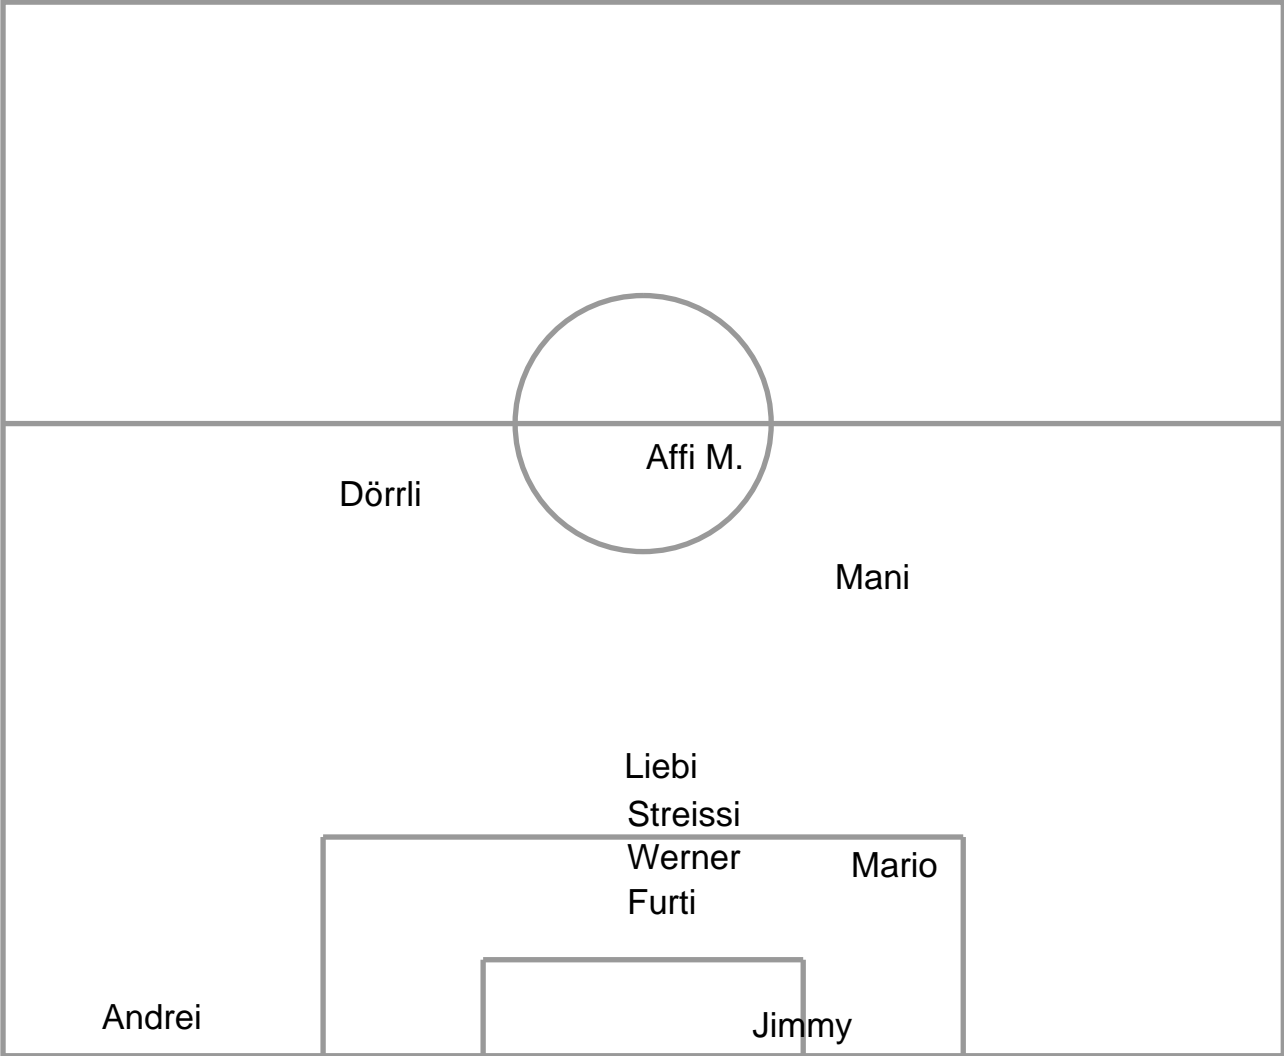 Affi M.
Dörrli
Mani
Liebi
Streissi
Werner
Mario
Furti
Andrei
Jimmy